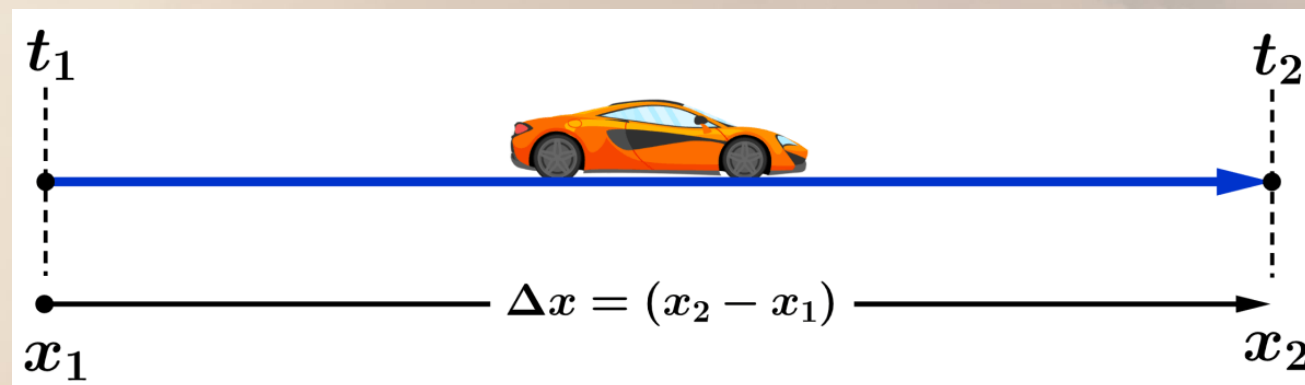 t₁ t₂
Δx = (x₂ − x₁)
x₁ x₂